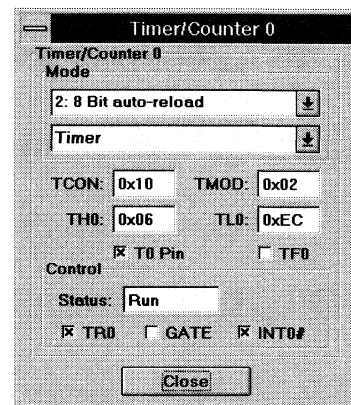 Timer/Counter 0
Timer/Counter 0
Mode
2: 8 Bit auto-reload
Timer
TCON: 0x10 TMOD: 0x02
TH0: 0x06 TL0: 0xEC
T0 Pin TF0
Control
Status: Run
TR0 GATE INT0#
Close